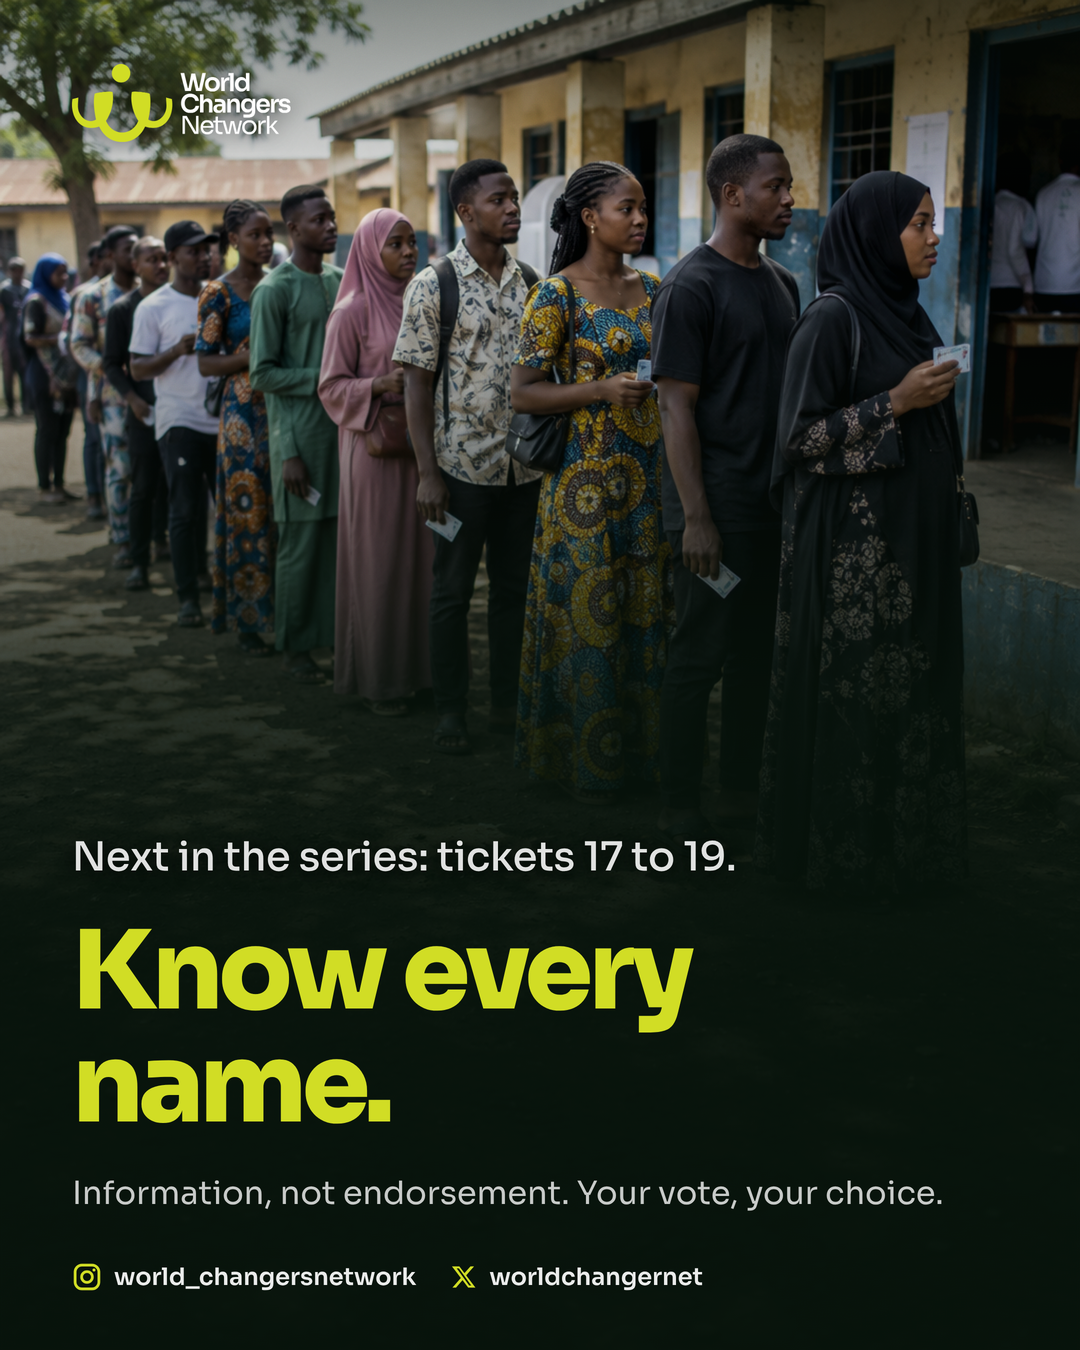 World
Changers
Network
Next in the series: tickets 17 to 19.
Know every
name.
Information, not endorsement. Your vote, your choice.
world_changersnetwork worldchangernet